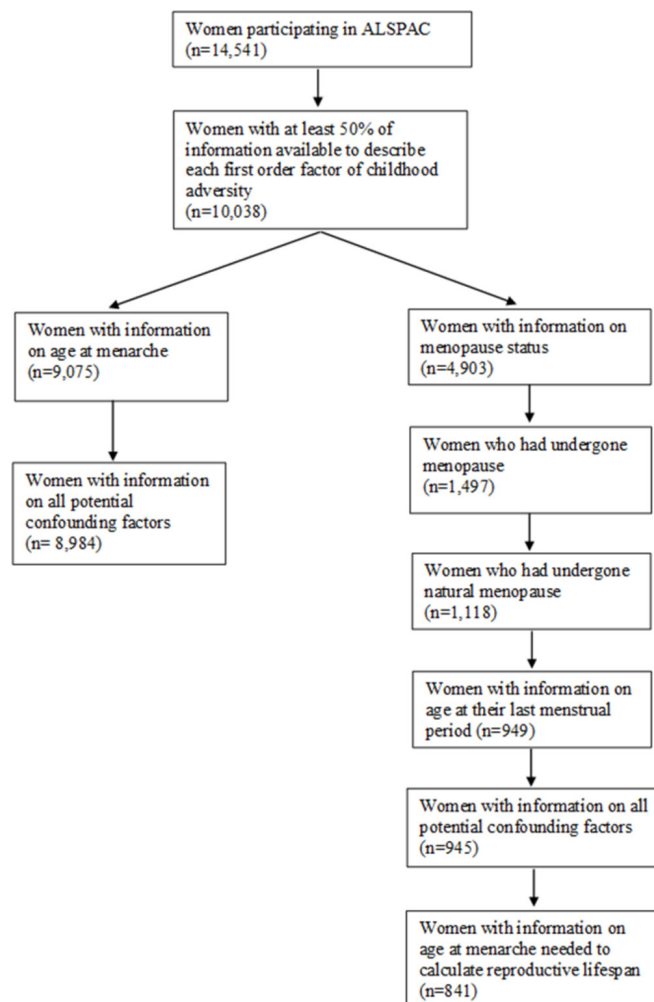 Women participating in ALSPAC
(n=14,541)
Women with at least 50% of
information available to describe
each first order factor of childhood
adversity
(n=10,038)
Women with information
on age at menarche
(n=9,075)
Women with information
on all potential
confounding factors
(n= 8,984)
Women with information on
menopause status
(n=4,903)
Women who had undergone
menopause
(n=1,497)
Women who had undergone
natural menopause
(n=1,118)
Women with information on
age at their last menstrual
period (n=949)
Women with information on all
potential confounding factors
(n=945)
Women with information on
age at menarche needed to
calculate reproductive lifespan
(n=841)